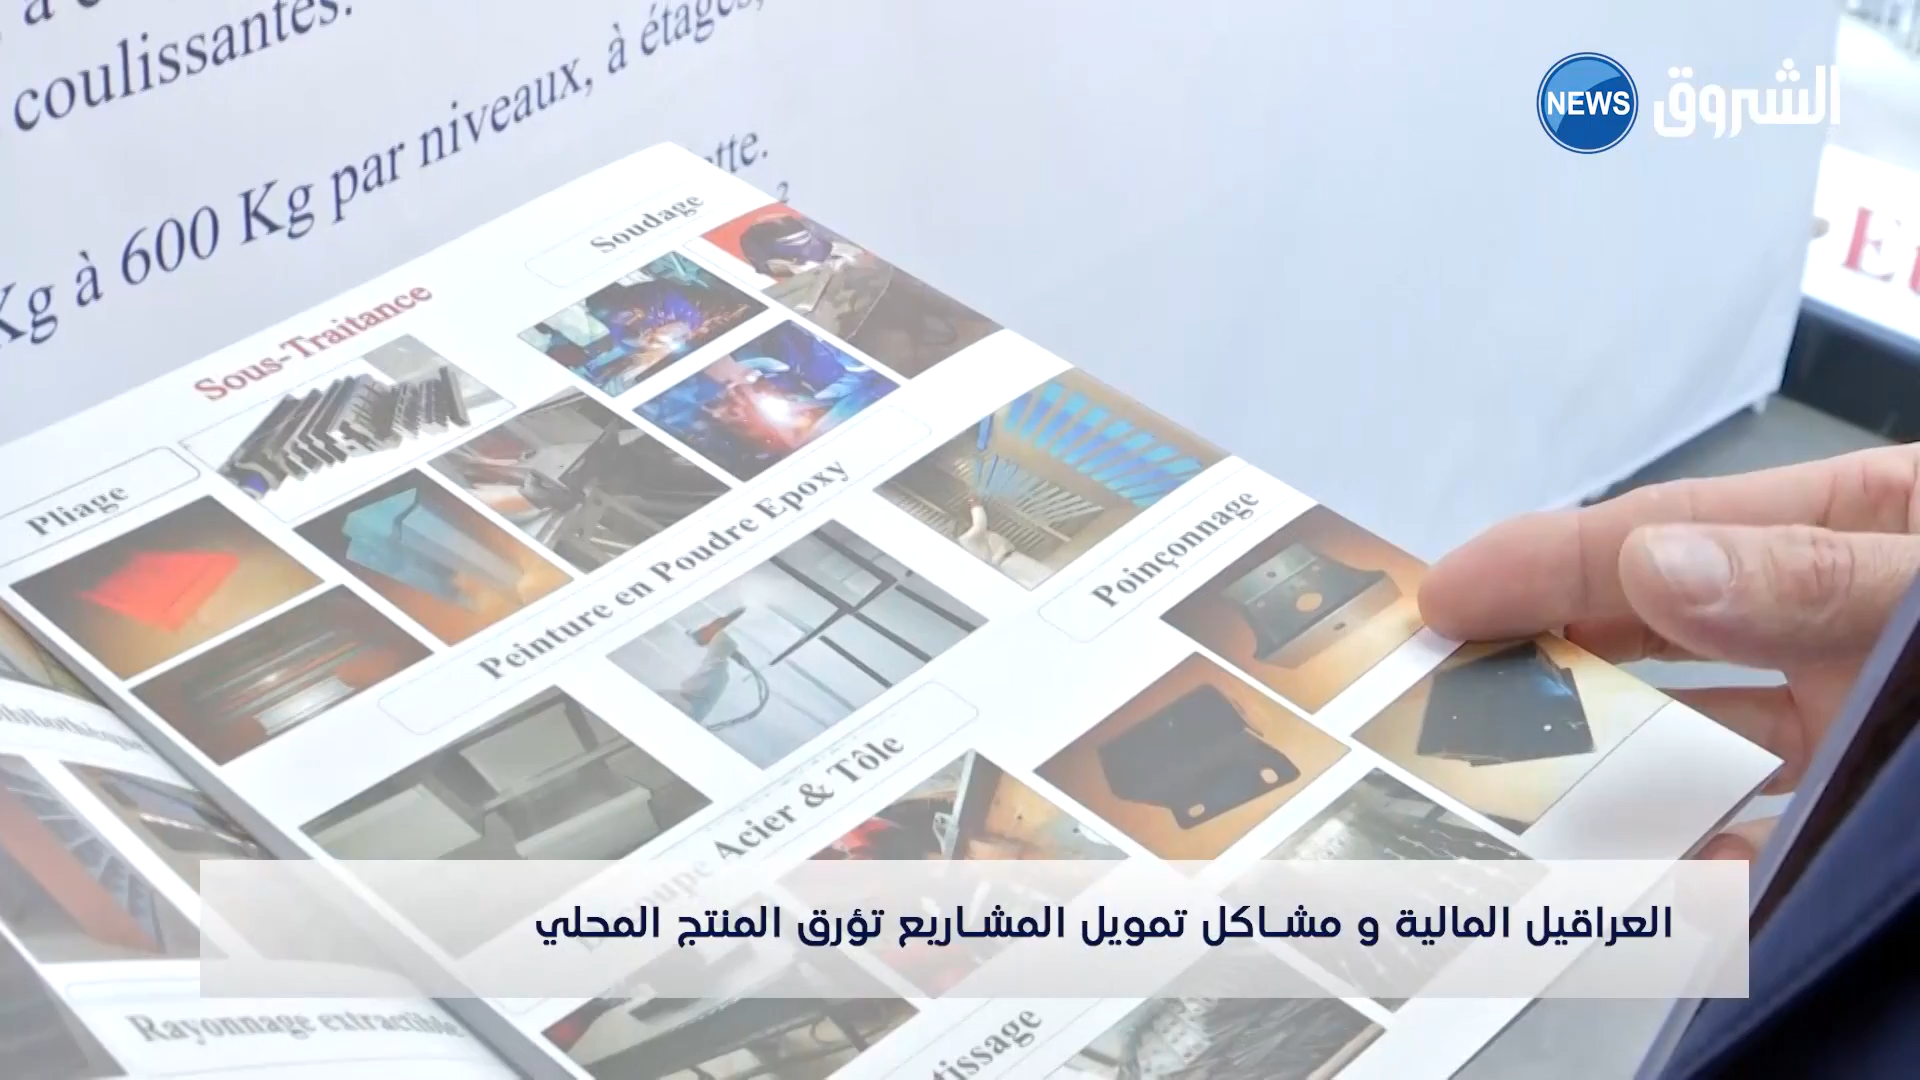 coulissantes.
Kg à 600 Kg par niveaux, à étages,
NEWS الشروق
Sous-Traitance
Soudage
Pliage
Peinture en Poudre Epoxy
Poinçonnage
Acier & Tôle
العراقيل المالية و مشاكل تمويل المشاريع تؤرق المنتج المحلي
Rayonnage extractible